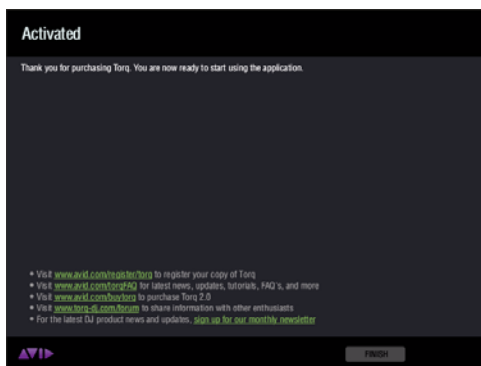 Activated
Thank you for purchasing Torq. You are now ready to start using the application.
• Visit www.avid.com/register/torq to register your copy of Torq
• Visit www.avid.com/torqFAQ for latest news, updates, tutorials, FAQ's, and more
• Visit www.avid.com/buytorq to purchase Torq 2.0
• Visit www.torq-dj.com/forum to share information with other enthusiasts
• For the latest DJ product news and updates, sign up for our monthly newsletter
AVID
FINISH